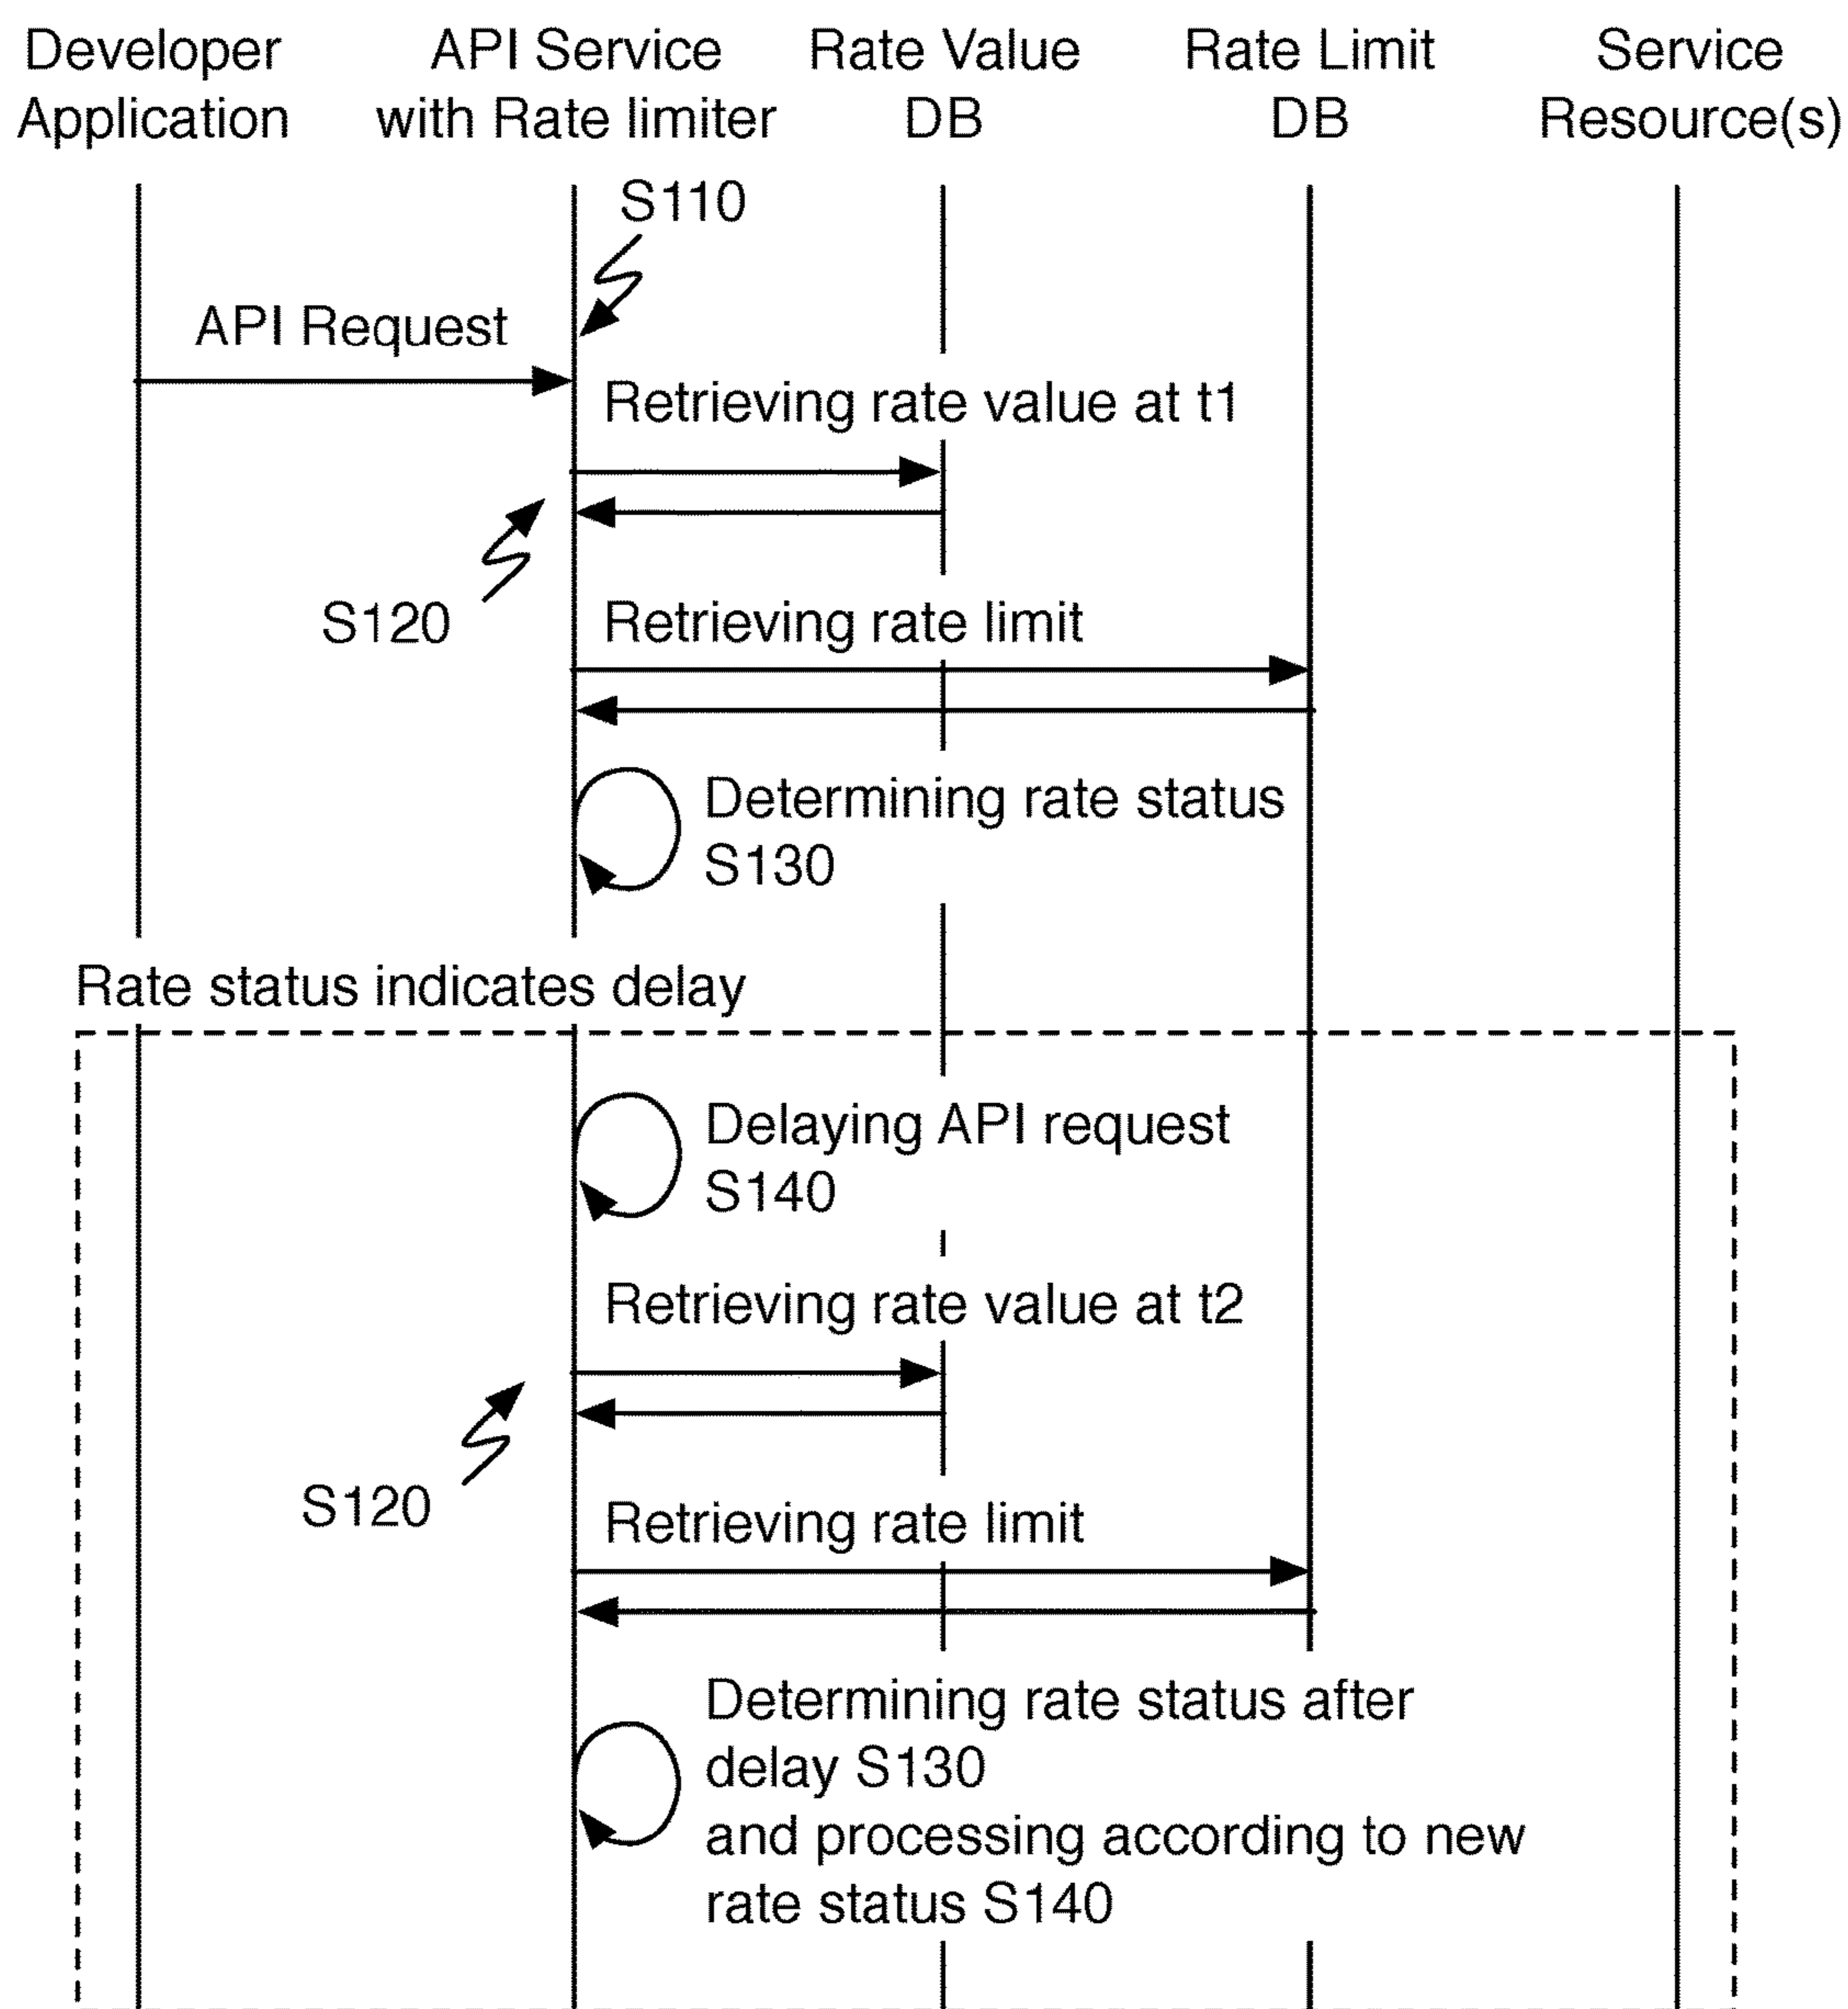 Developer Application
API Service with Rate limiter
Rate Value DB
Rate Limit DB
Service Resource(s)
S110
API Request
Retrieving rate value at t1
S120
Retrieving rate limit
Determining rate status
S130
Rate status indicates delay
Delaying API request
S140
Retrieving rate value at t2
S120
Retrieving rate limit
Determining rate status after
delay S130
and processing according to new
rate status S140